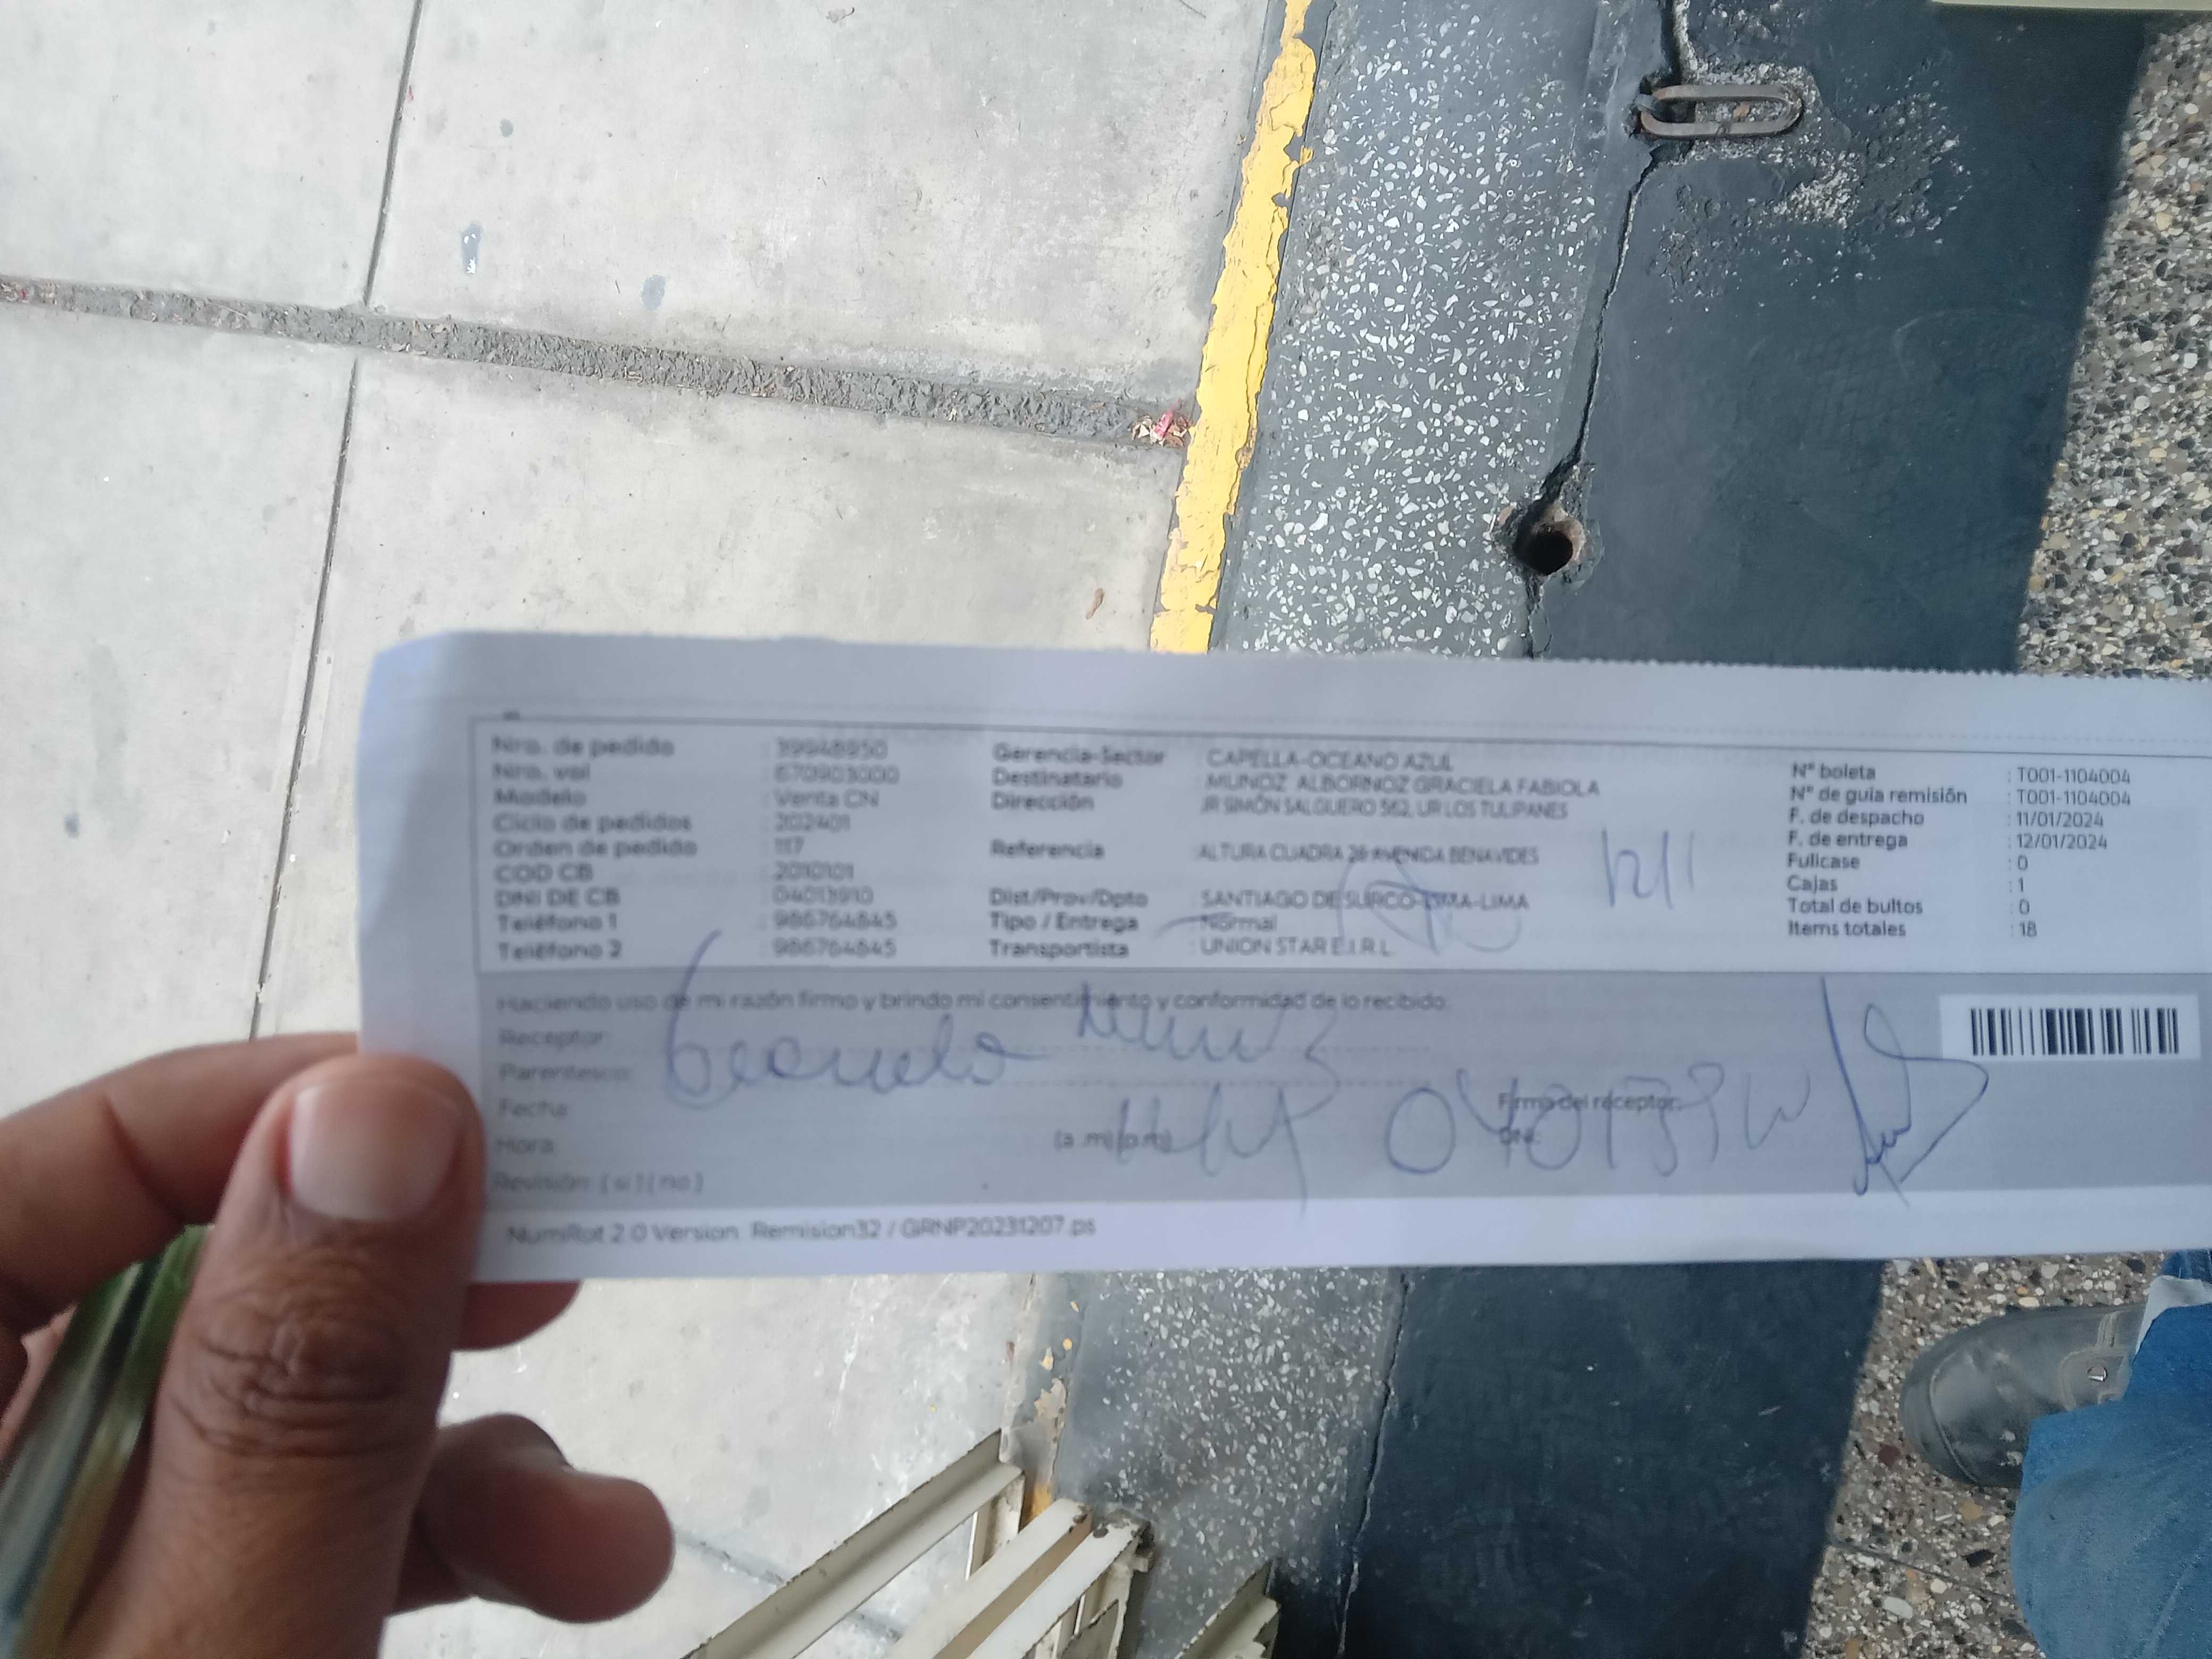 Nro. de pedido : 39948950
Nro. val : 670903000
Modelo : Venta CN
Ciclo de pedidos : 202401
Orden de pedido : 117
COD CB : 2010101
DNI DE CB : 04013910
Teléfono 1 : 986764845
Teléfono 2 : 986764845
Gerencia-Sector : CAPELLA-OCEANO AZUL
Destinatario : MUNOZ ALBORNOZ GRACIELA FABIOLA
Dirección : JR SIMÓN SALGUERO 562, UR LOS TULIPANES
Referencia : ALTURA CUADRA 26 AVENIDA BENAVIDES
Dist/Prov/Dpto : SANTIAGO DE SURCO-LIMA-LIMA
Tipo / Entrega : Normal
Transportista : UNION STAR E.I.R.L
N° boleta : T001-1104004
N° de guia remisión : T001-1104004
F. de despacho : 11/01/2024
F. de entrega : 12/01/2024
Fullcase : 0
Cajas : 1
Total de bultos : 0
Items totales : 18
Haciendo uso de mi razón firmo y brindo mi consentimiento y conformidad de lo recibido.
Receptor: Graciela Munoz
Parentesco:
Fecha
Firma del receptor:
Hora (a .m) (p.m)
DNI:
Revisión: ( si ) ( no )
NumRot 2.0 Version Remision32 / GRNP20231207.ps